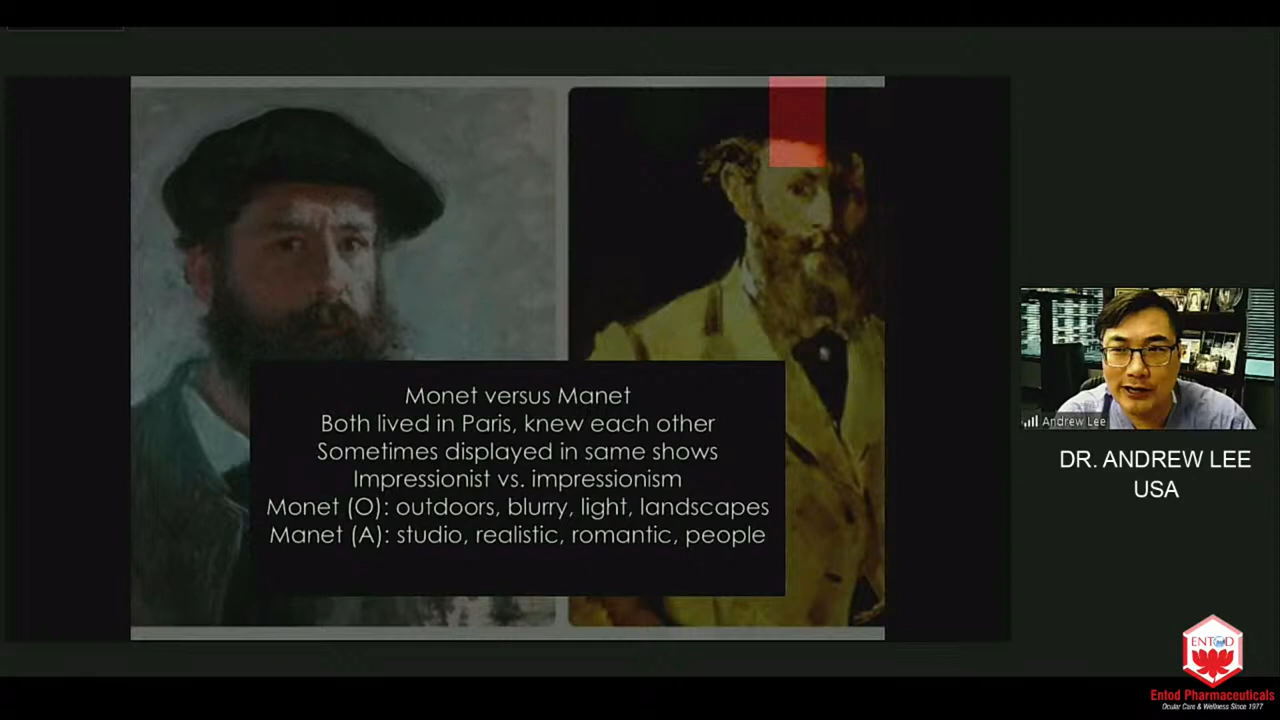 Monet versus Manet
Both lived in Paris, knew each other
Sometimes displayed in same shows
Impressionist vs. impressionism
Monet (O): outdoors, blurry, light, landscapes
Manet (A): studio, realistic, romantic, people
Andrew Lee
DR. ANDREW LEE
USA
ENTOD
Entod Pharmaceuticals
Ocular Care & Wellness Since 1977